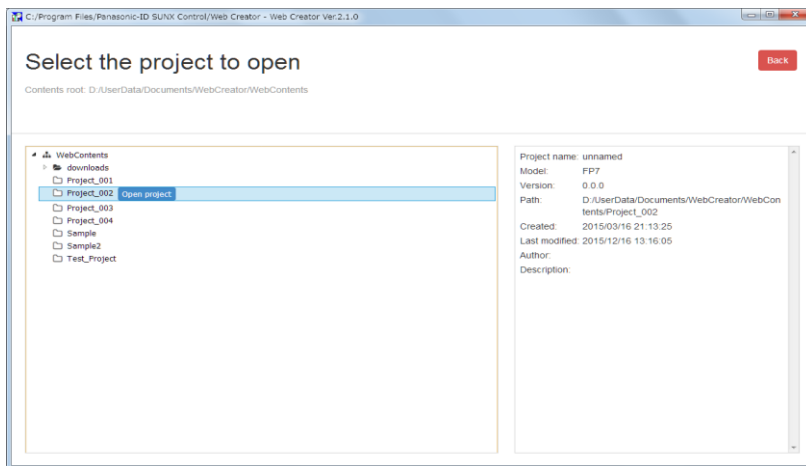 C:/Program Files/Panasonic-ID SUNX Control/Web Creator - Web Creator Ver.2.1.0
Select the project to open
Back
Contents root: D:/UserData/Documents/WebCreator/WebContents
WebContents
downloads
Project_001
Project_002 Open project
Project_003
Project_004
Sample
Sample2
Test_Project
Project name: unnamed
Model: FP7
Version: 0.0.0
Path: D:/UserData/Documents/WebCreator/WebCon
tents/Project_002
Created: 2015/03/16 21:13:25
Last modified: 2015/12/16 13:16:05
Author:
Description: